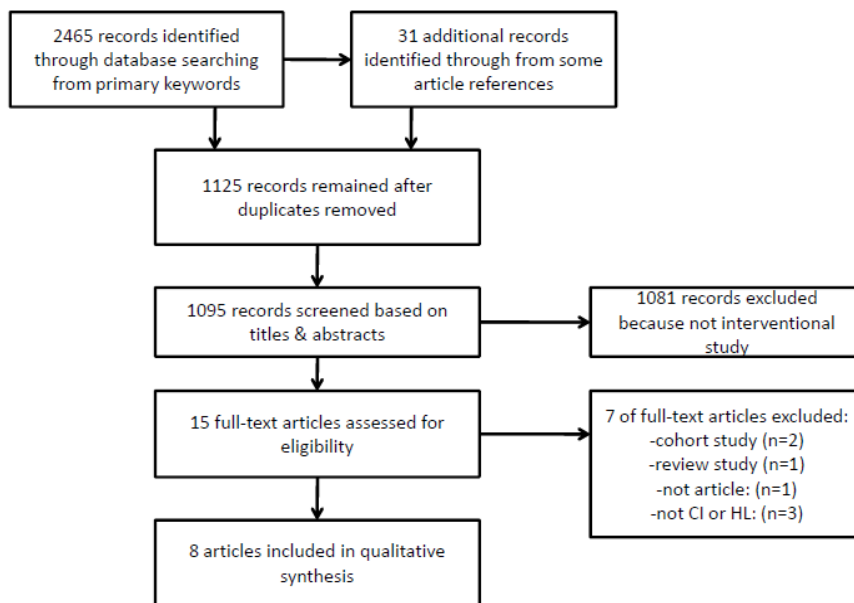 2465 records identified
through database searching
from primary keywords
31 additional records
identified through from some
article references
1125 records remained after
duplicates removed
1095 records screened based on
titles & abstracts
1081 records excluded
because not interventional
study
15 full-text articles assessed for
eligibility
7 of full-text articles excluded:
-cohort study (n=2)
-review study (n=1)
-not article: (n=1)
-not CI or HL: (n=3)
8 articles included in qualitative
synthesis